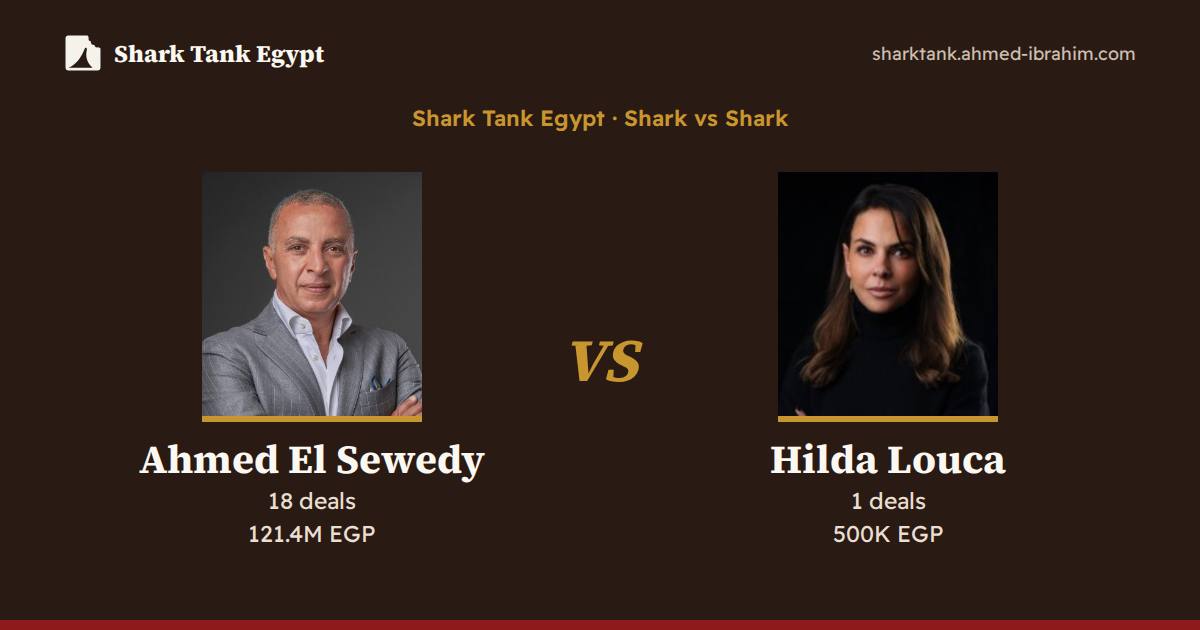 Shark Tank Egypt
sharktank.ahmed-ibrahim.com
Shark Tank Egypt · Shark vs Shark
VS
Ahmed El Sewedy
18 deals
121.4M EGP
Hilda Louca
1 deals
500K EGP